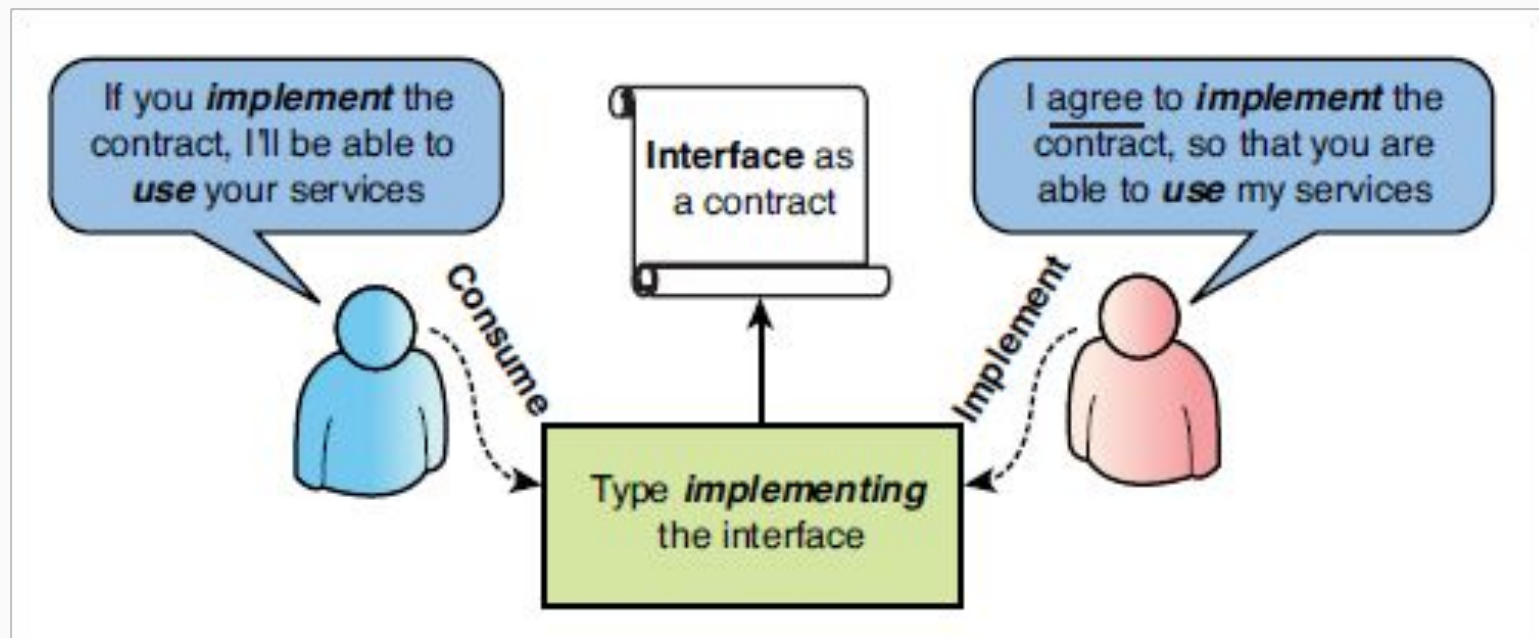 If you implement the
contract, I'll be able to
use your services
Interface as
a contract
I agree to implement the
contract, so that you are
able to use my services
Consume
Implement
Type implementing
the interface